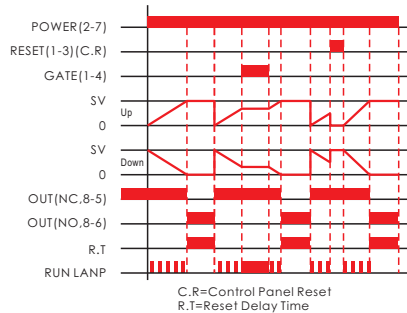 POWER(2-7)
RESET(1-3)(C.R)
GATE(1-4)
SV
Up
0
SV
Down
0
OUT(NC,8-5)
OUT(NO,8-6)
R.T
RUN LANP
C.R=Control Panel Reset
R.T=Reset Delay Time